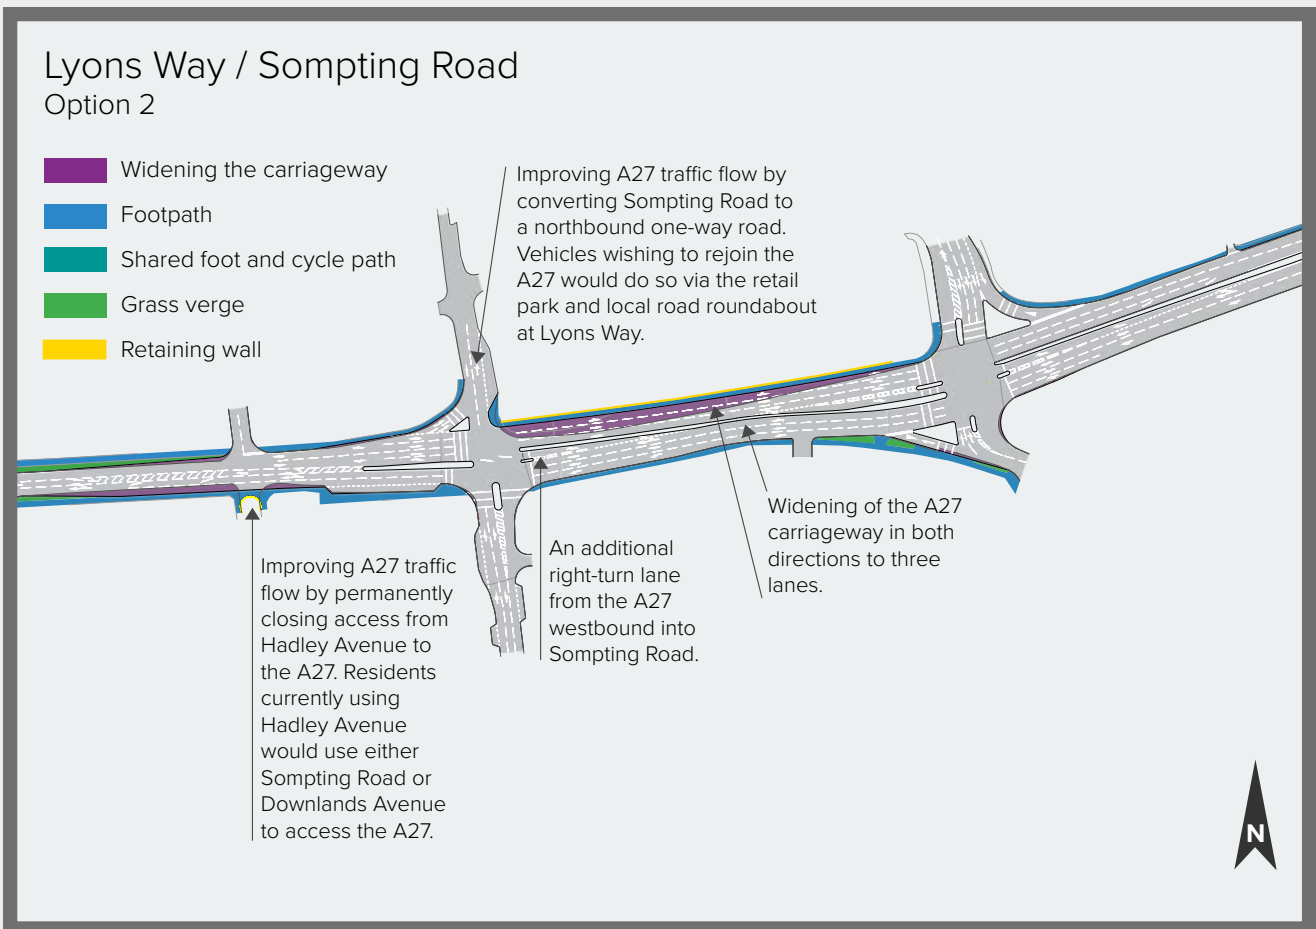 Lyons Way / Sompting Road
Option 2
Widening the carriageway
Footpath
Shared foot and cycle path
Grass verge
Retaining wall
Improving A27 traffic flow by
converting Sompting Road to
a northbound one-way road.
Vehicles wishing to rejoin the
A27 would do so via the retail
park and local road roundabout
at Lyons Way.
Widening of the A27
carriageway in both
directions to three
lanes.
An additional
right-turn lane
from the A27
westbound into
Sompting Road.
Improving A27 traffic
flow by permanently
closing access from
Hadley Avenue to
the A27. Residents
currently using
Hadley Avenue
would use either
Sompting Road or
Downlands Avenue
to access the A27.
N